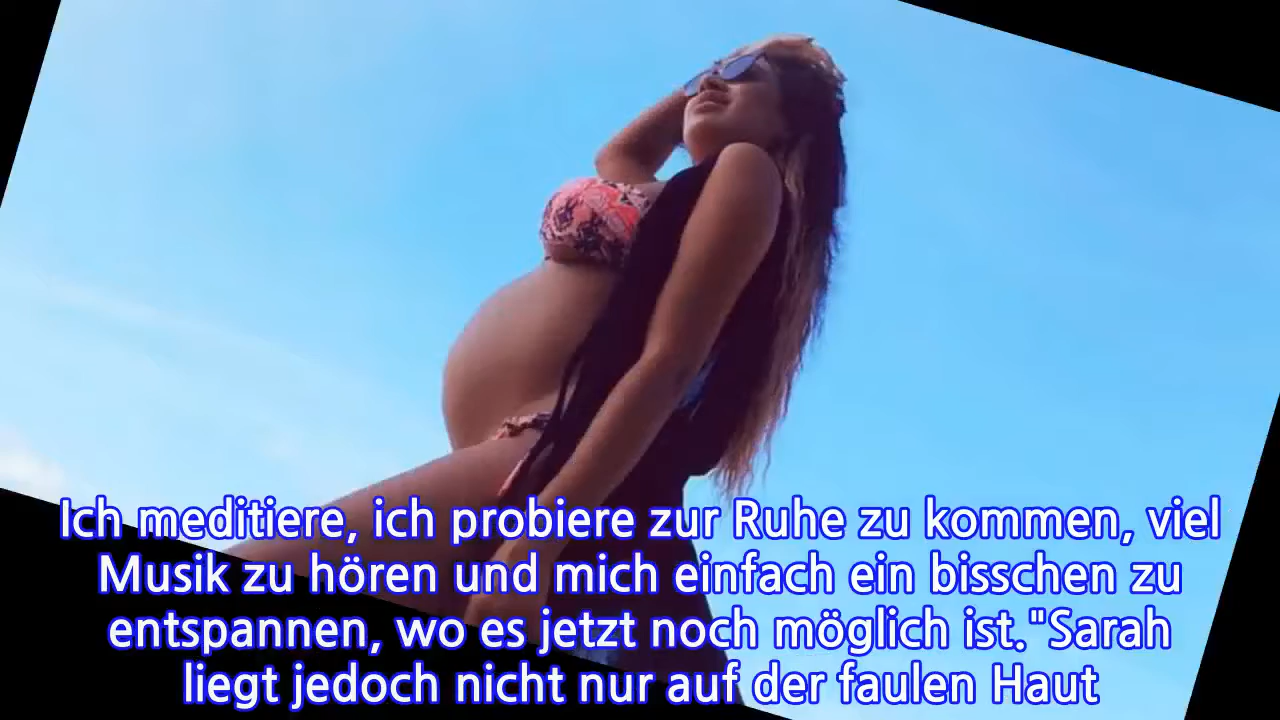 Ich meditiere, ich probiere zur Ruhe zu kommen, viel
Musik zu hören und mich einfach ein bisschen zu
entspannen, wo es jetzt noch möglich ist."Sarah
liegt jedoch nicht nur auf der faulen Haut